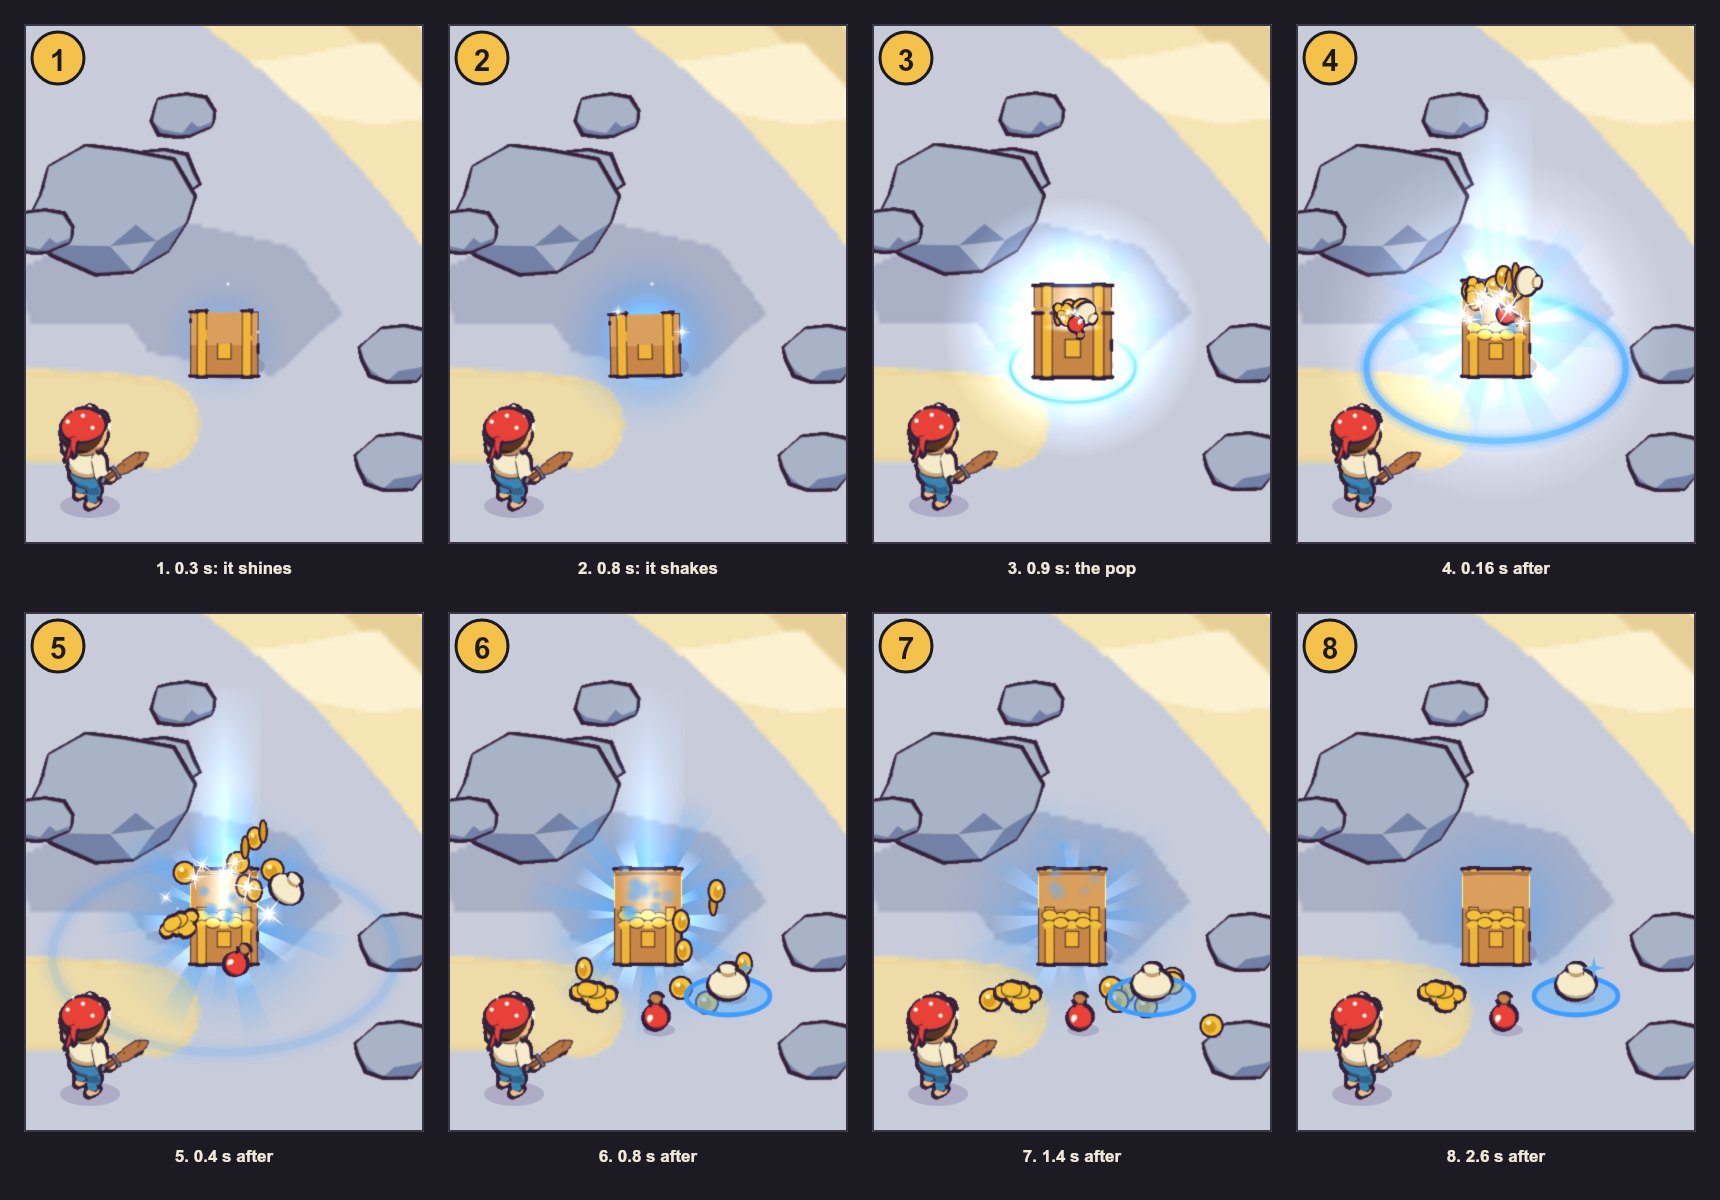 1
2
3
4
1. 0.3 s: it shines
2. 0.8 s: it shakes
3. 0.9 s: the pop
4. 0.16 s after
5
6
7
8
5. 0.4 s after
6. 0.8 s after
7. 1.4 s after
8. 2.6 s after